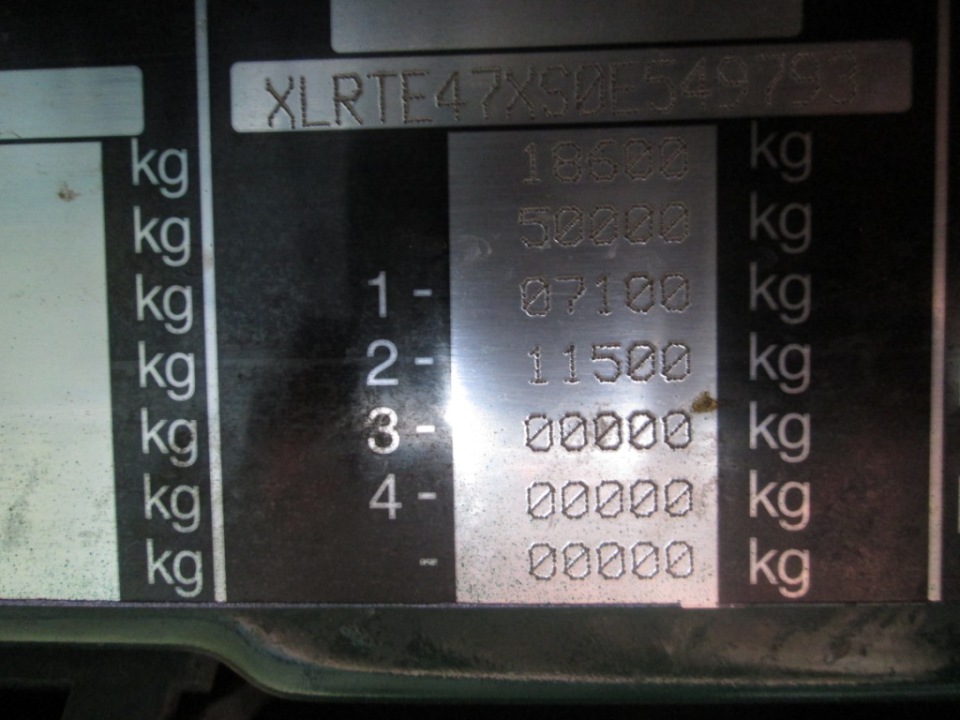 XLRTE47XS0E549793
kg 18600 kg
kg 50000 kg
kg 1- 07100 kg
kg 2- 11500 kg
kg 3- 00000 kg
kg 4- 00000 kg
kg - 00000 kg